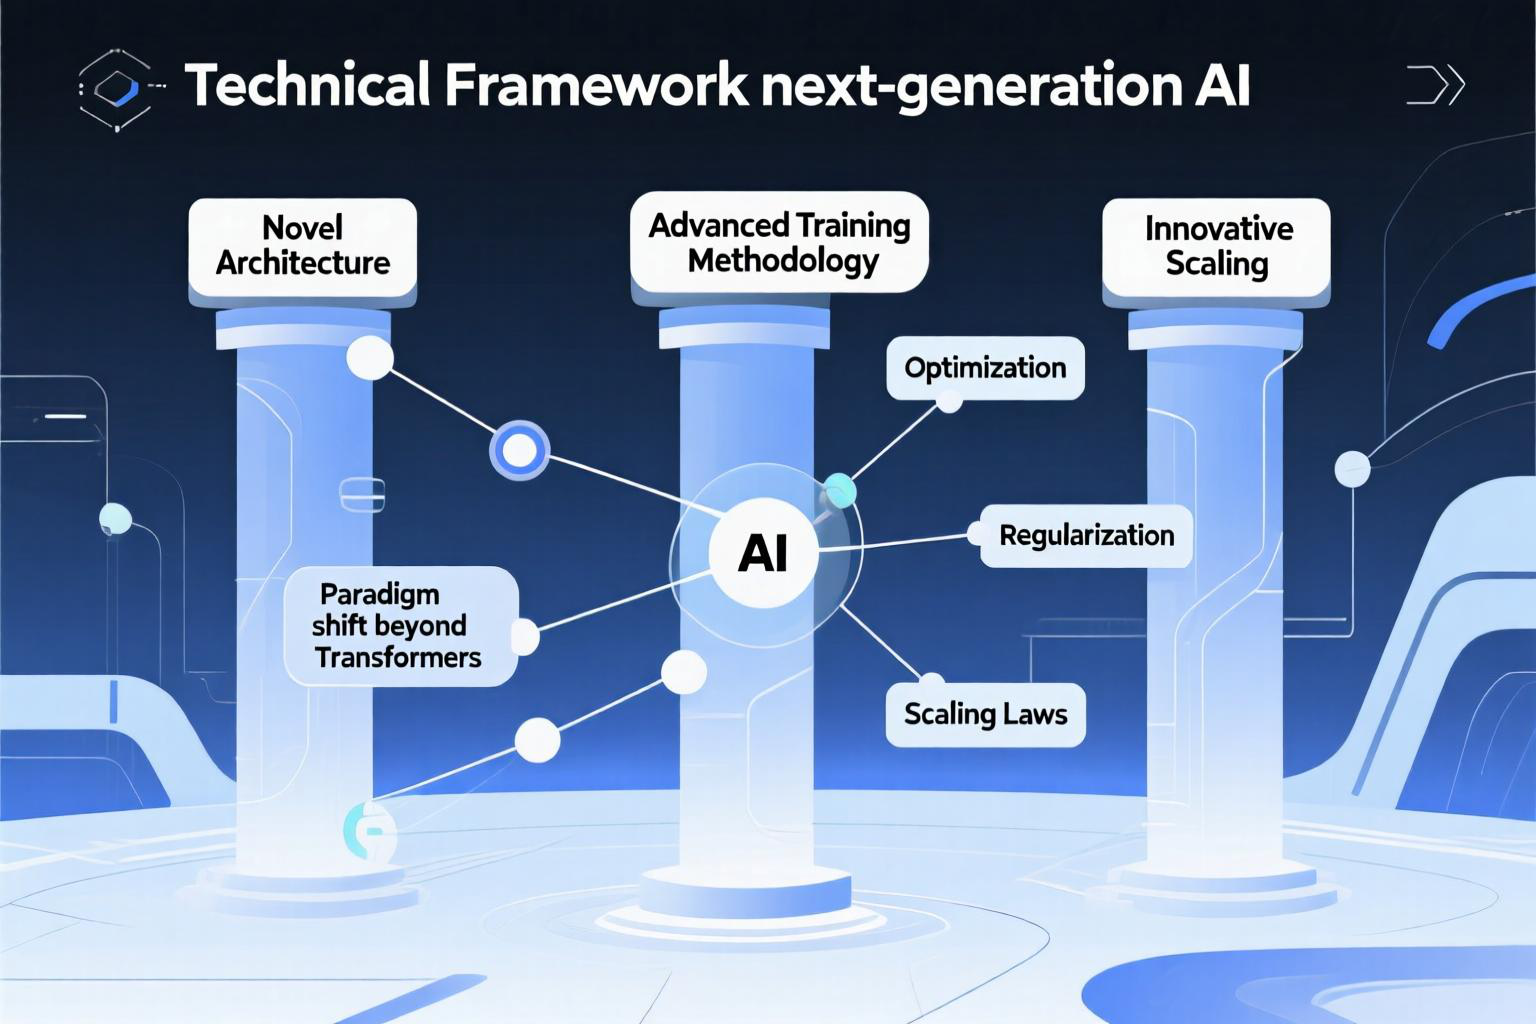 Technical Framework next-generation AI
Novel
Architecture
Advanced Training
Methodology
Innovative
Scaling
Optimization
AI
Regularization
Paradigm
shift beyond
Transformers
Scaling Laws